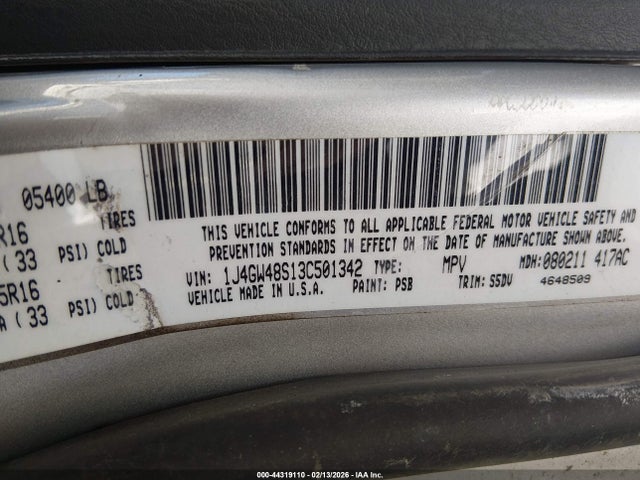 05400 LB
R16 TIRES
(33 PSI) COLD
5R16 TIRES
A (33 PSI) COLD
THIS VEHICLE CONFORMS TO ALL APPLICABLE FEDERAL MOTOR VEHICLE SAFETY AND
PREVENTION STANDARDS IN EFFECT ON THE DATE OF MANUFACTURE SHOWN ABOVE.
VIN: 1J4GW48S13C501342 TYPE: MPV MDH: 080211 417AC
VEHICLE MADE IN U.S.A. PAINT: PSB TRIM: S5DV 4648509
000-44319110 - 02/13/2026 - IAA Inc.